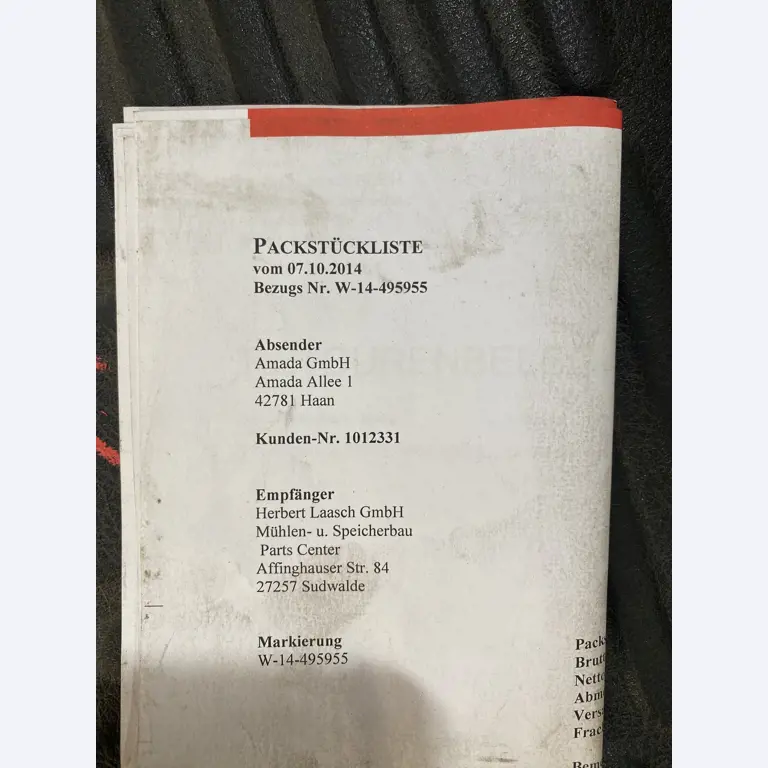 PACKSTÜCKLISTE
vom 07.10.2014
Bezugs Nr. W-14-495955
Absender
Amada GmbH
Amada Allee 1
42781 Haan
Kunden-Nr. 1012331
Empfänger
Herbert Laasch GmbH
Mühlen- u. Speicherbau
Parts Center
Affinghauser Str. 84
27257 Sudwalde
Markierung
W-14-495955